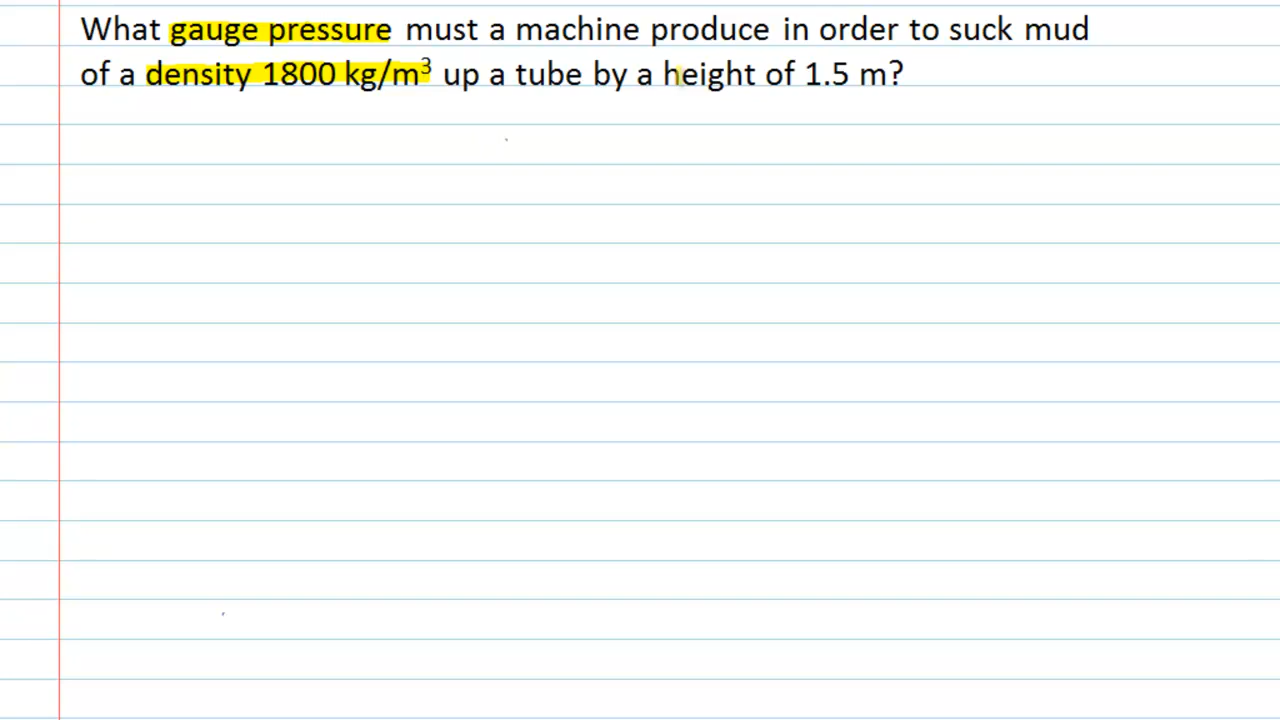 What gauge pressure must a machine produce in order to suck mud
of a density 1800 kg/m³ up a tube by a height of 1.5 m?